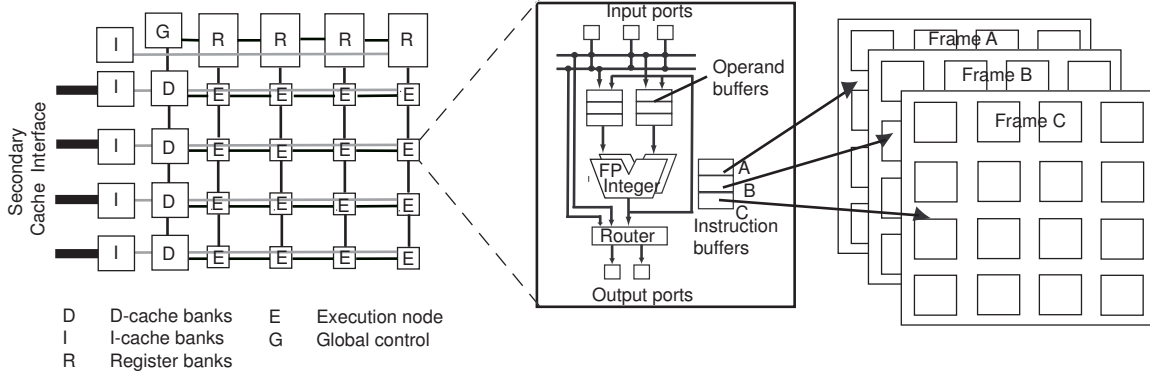 G
I
R
R
R
R
I
D
E
E
E
E
I
D
E
E
E
E
I
D
E
E
E
E
I
D
E
E
E
E
Secondary
Cache Interface
D D-cache banks
I I-cache banks
R Register banks
E Execution node
G Global control
Input ports
Operand
buffers
FP
Integer
A
B
C
Instruction
buffers
Router
Output ports
Frame A
Frame B
Frame C